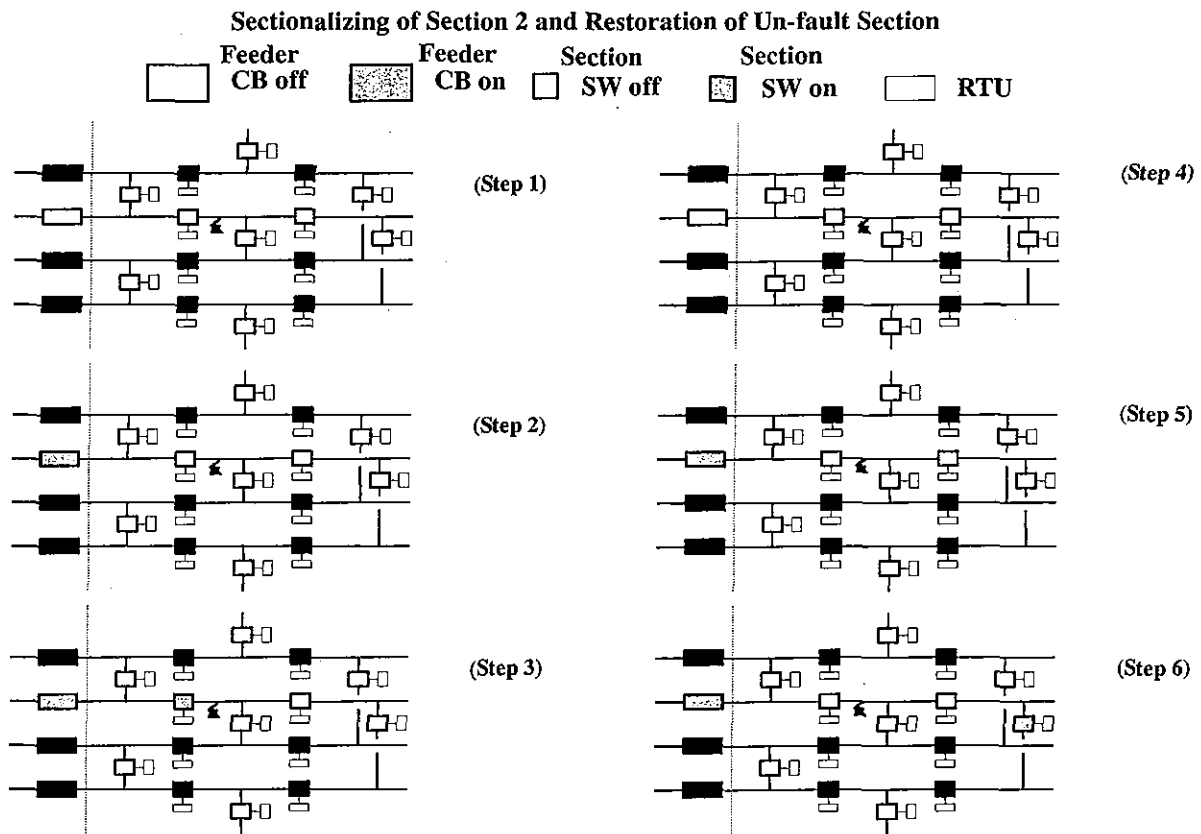 Sectionalizing of Section 2 and Restoration of Un-fault Section
Feeder CB off
Feeder CB on
Section SW off
Section SW on
RTU
(Step 1)
(Step 4)
(Step 2)
(Step 5)
(Step 3)
(Step 6)